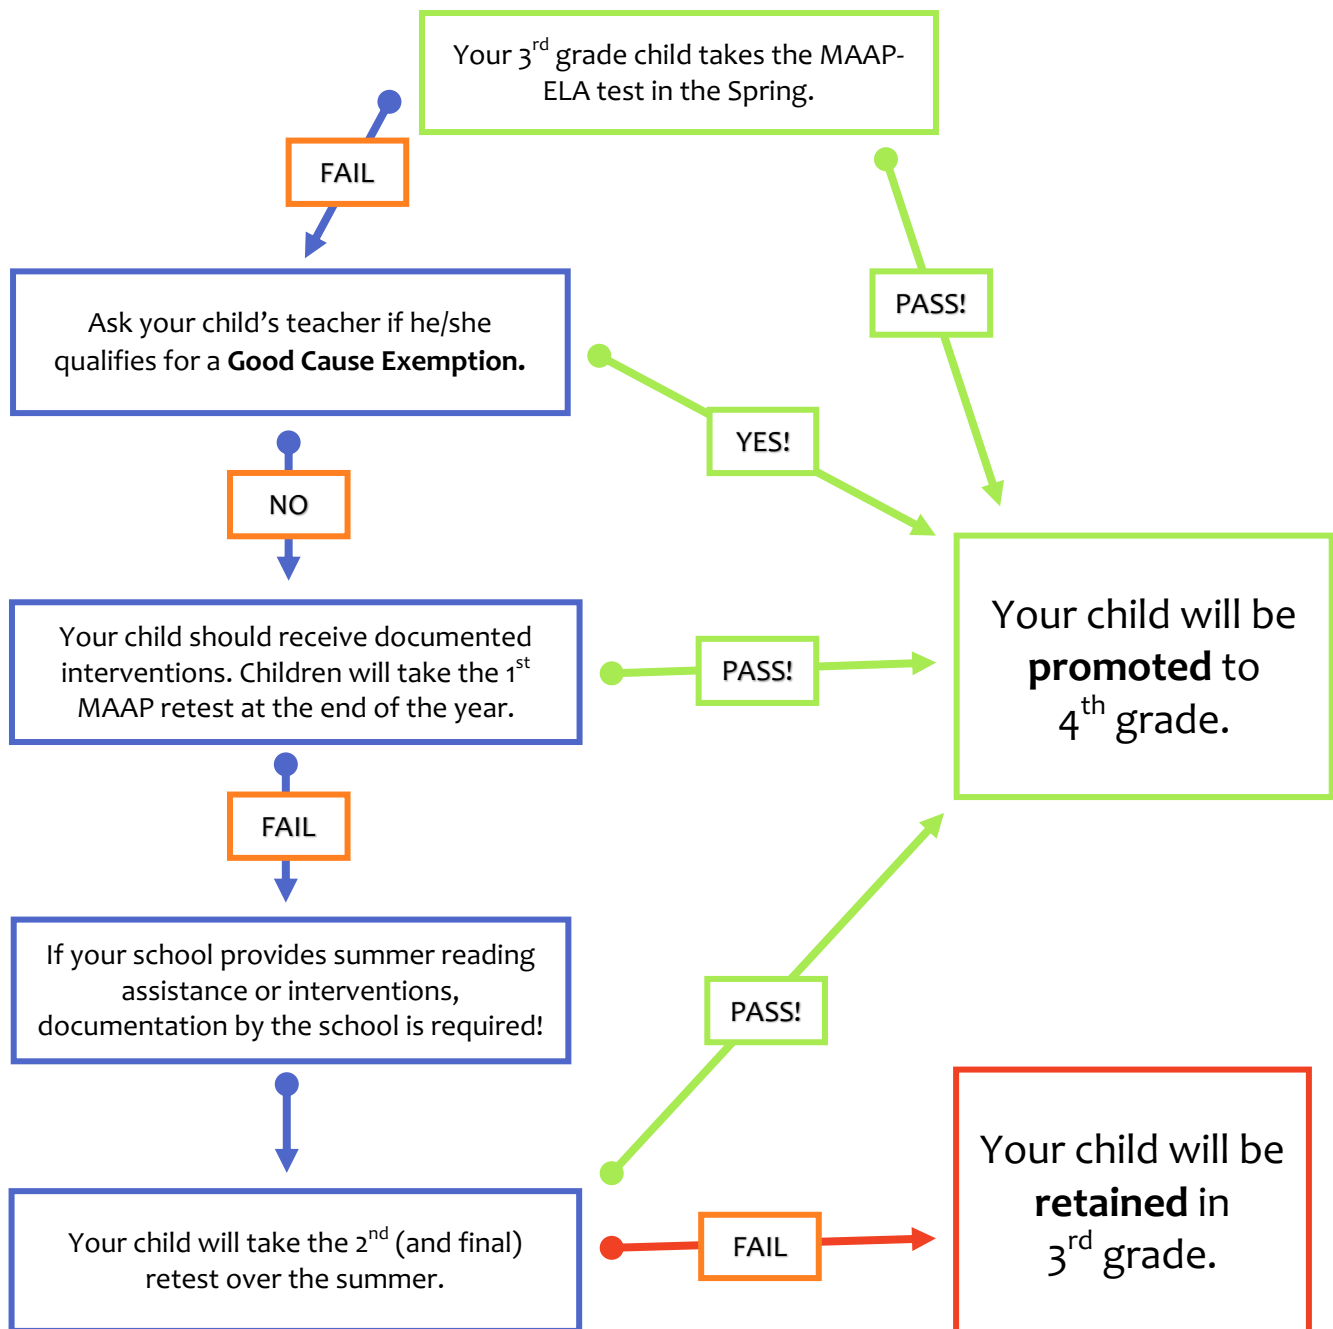 Your 3rd grade child takes the MAAP-
ELA test in the Spring.
FAIL
PASS!
Ask your child’s teacher if he/she
qualifies for a Good Cause Exemption.
YES!
NO
Your child should receive documented
interventions. Children will take the 1st
MAAP retest at the end of the year.
PASS!
Your child will be
promoted to
4th grade.
FAIL
If your school provides summer reading
assistance or interventions,
documentation by the school is required!
PASS!
Your child will take the 2nd (and final)
retest over the summer.
FAIL
Your child will be
retained in
3rd grade.